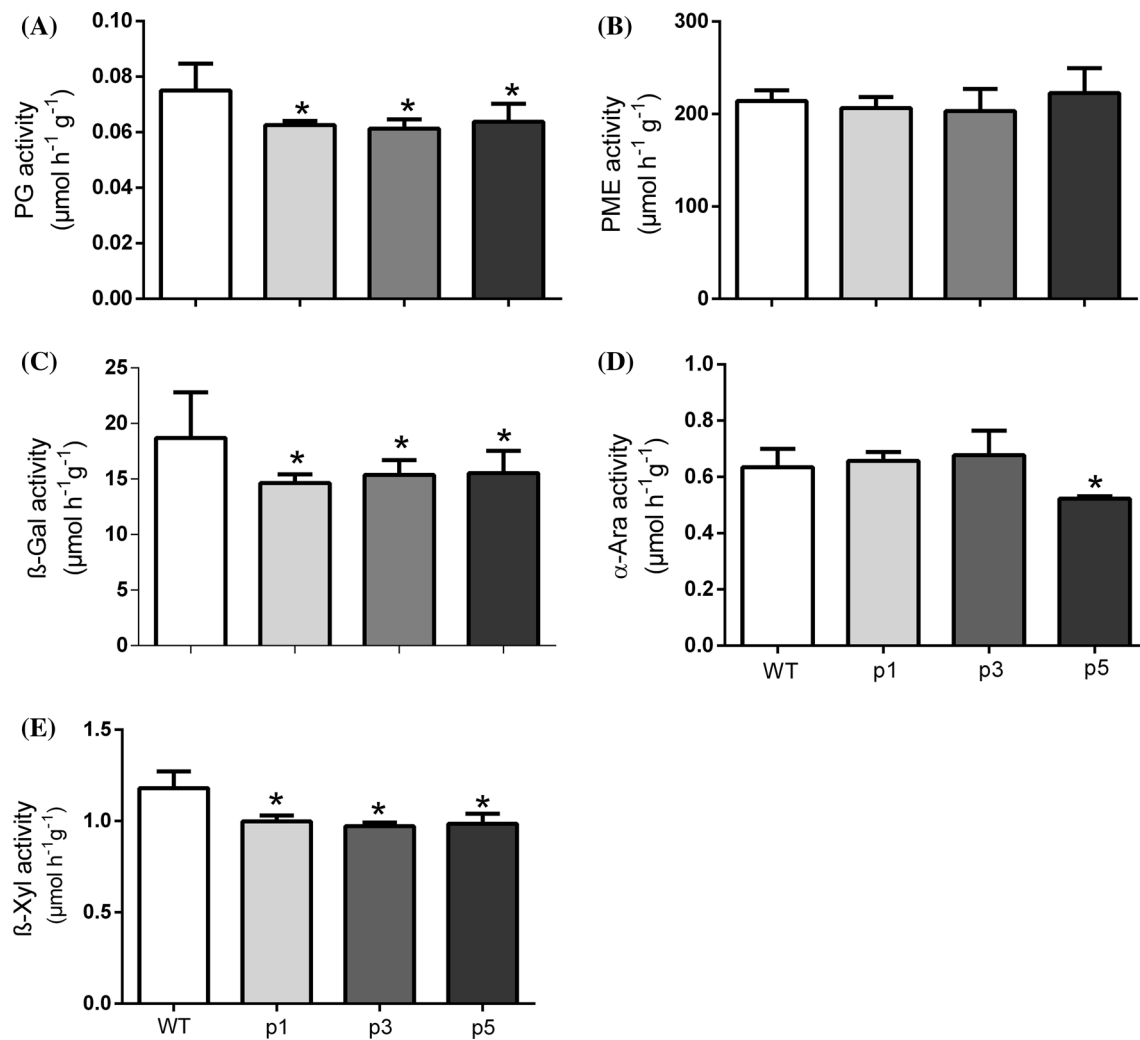 (A)
PG activity
(µmol h⁻¹ g⁻¹)
0.10
0.08
0.06
0.04
0.02
0.00
*
*
*
(B)
PME activity
(µmol h⁻¹ g⁻¹)
300
200
100
0
(C)
ß-Gal activity
(µmol h⁻¹g⁻¹)
25
20
15
10
5
0
*
*
*
(D)
α-Ara activity
(µmol h⁻¹g⁻¹)
1.0
0.8
0.6
0.4
0.2
0.0
*
WT p1 p3 p5
(E)
ß-Xyl activity
(µmol h⁻¹g⁻¹)
1.5
1.0
0.5
0.0
*
*
*
WT p1 p3 p5